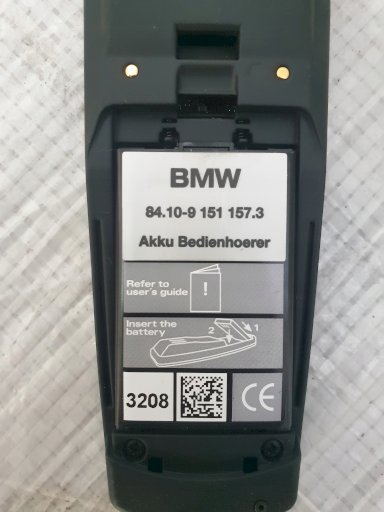 BMW
84.10-9 151 157.3
Akku Bedienhoerer
Refer to
user's guide
!
Insert the
battery
2
1
3208
CE